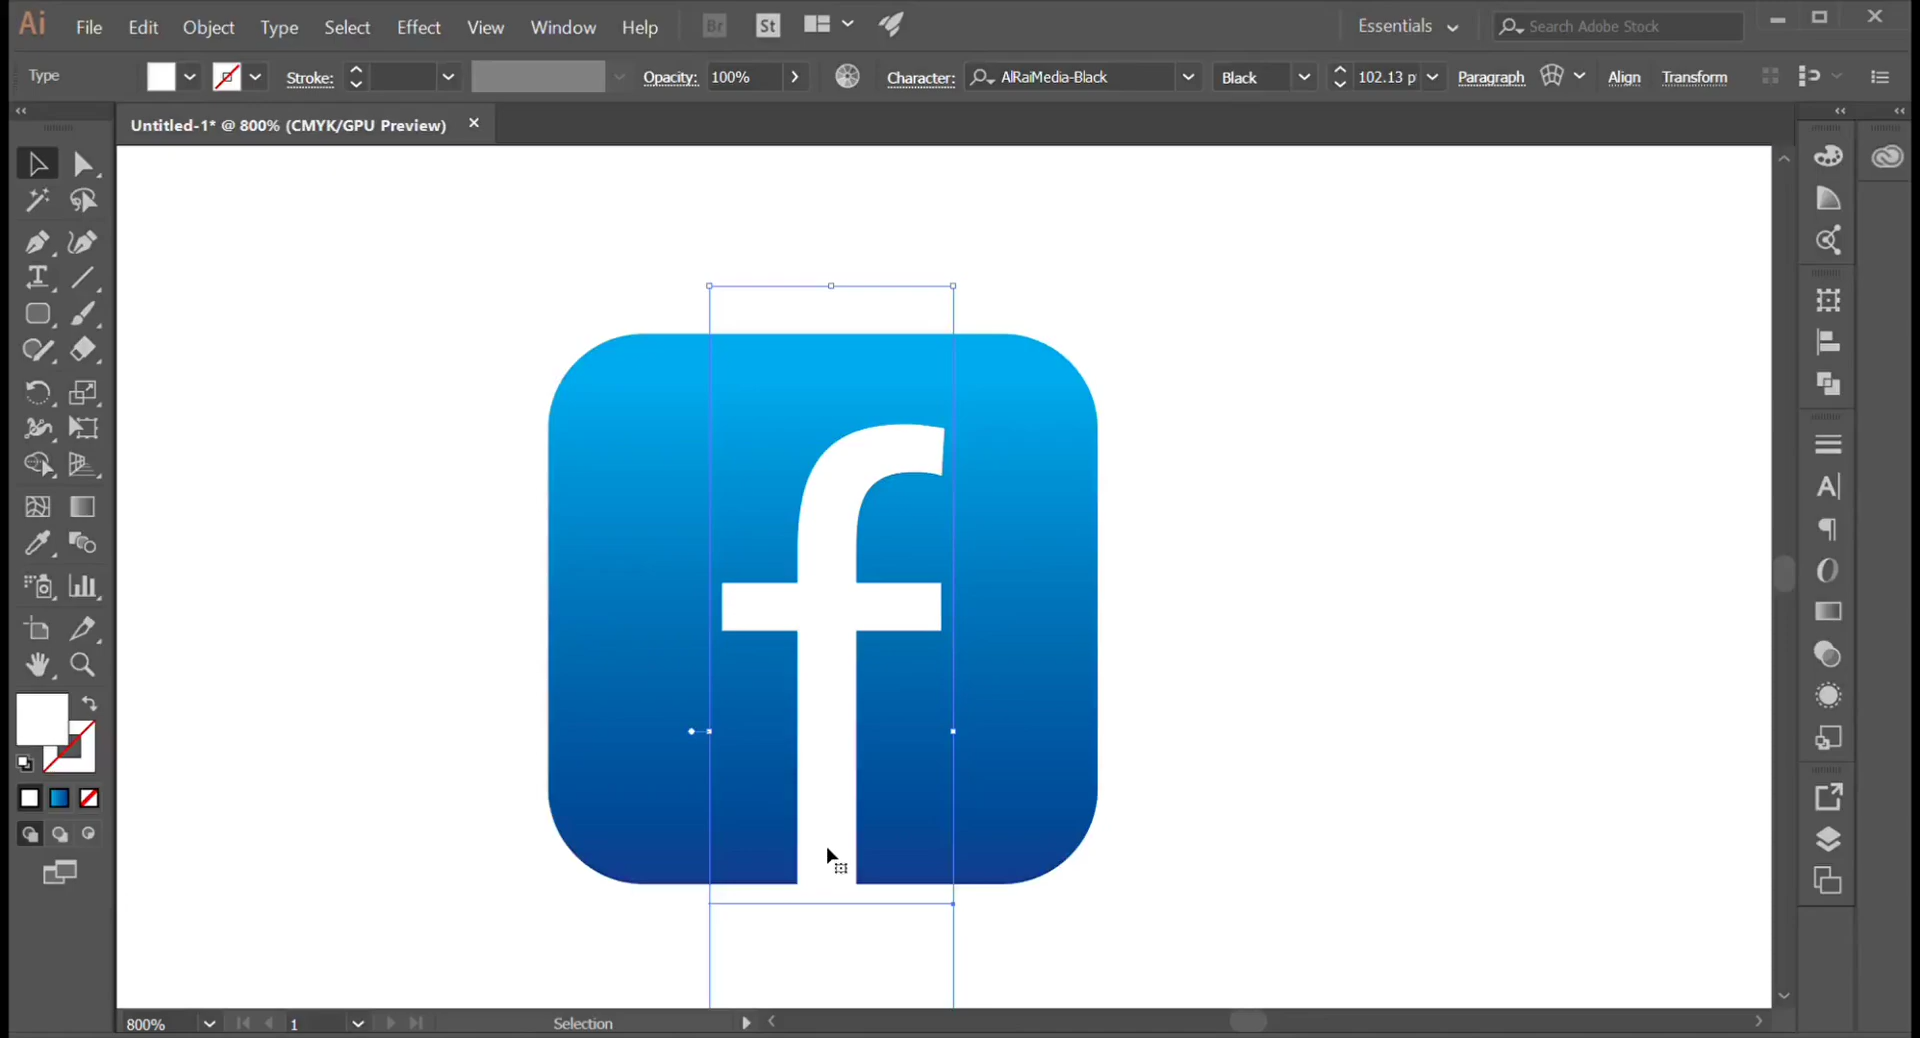 Ai File Edit Object Type Select Effect View Window Help Br St Essentials Search Adobe Stock
Type Stroke: Opacity: 100% Character: AlRaiMedia-Black Black 102.13 p Paragraph Align Transform
Untitled-1* @ 800% (CMYK/GPU Preview)
f
800% 1 Selection